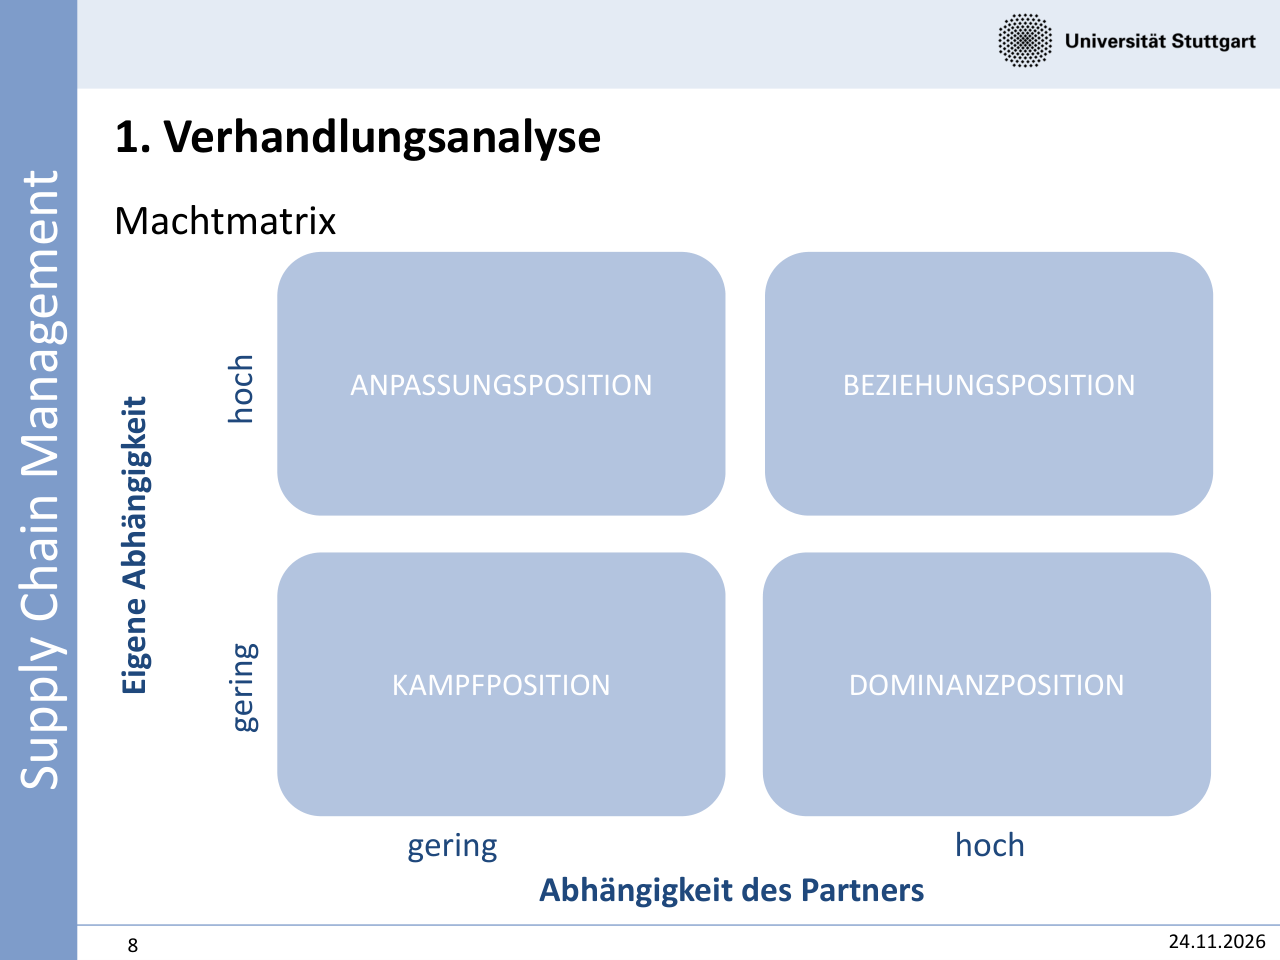 Universität Stuttgart
Supply Chain Management
1. Verhandlungsanalyse
Machtmatrix
Eigene Abhängigkeit
hoch
ANPASSUNGSPOSITION
BEZIEHUNGSPOSITION
gering
KAMPFPOSITION
DOMINANZPOSITION
gering
hoch
Abhängigkeit des Partners
8
24.11.2026